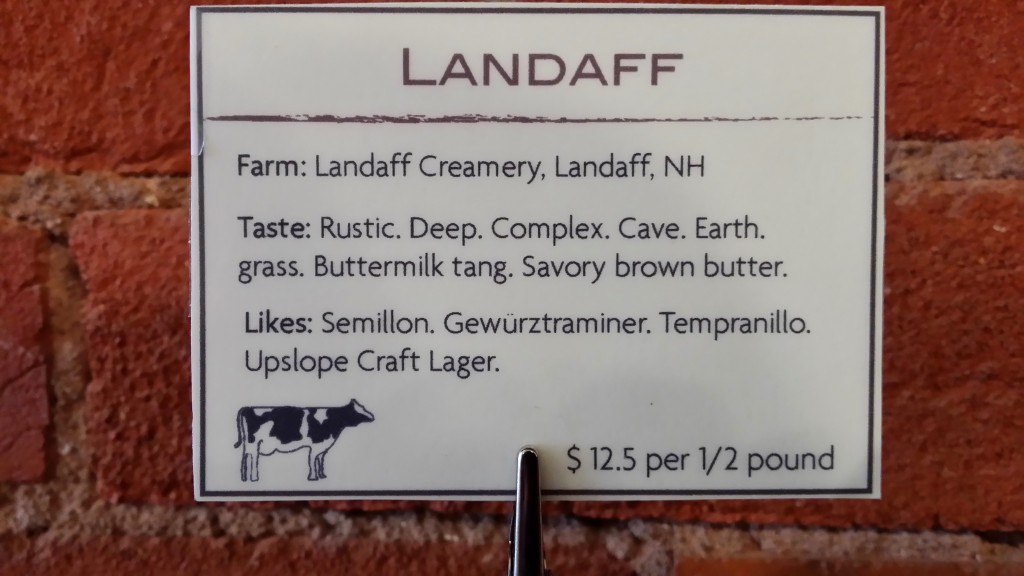 LANDAFF
Farm: Landaff Creamery, Landaff, NH
Taste: Rustic. Deep. Complex. Cave. Earth.
grass. Buttermilk tang. Savory brown butter.
Likes: Semillon. Gewürztraminer. Tempranillo.
Upslope Craft Lager.
$ 12.5 per 1/2 pound